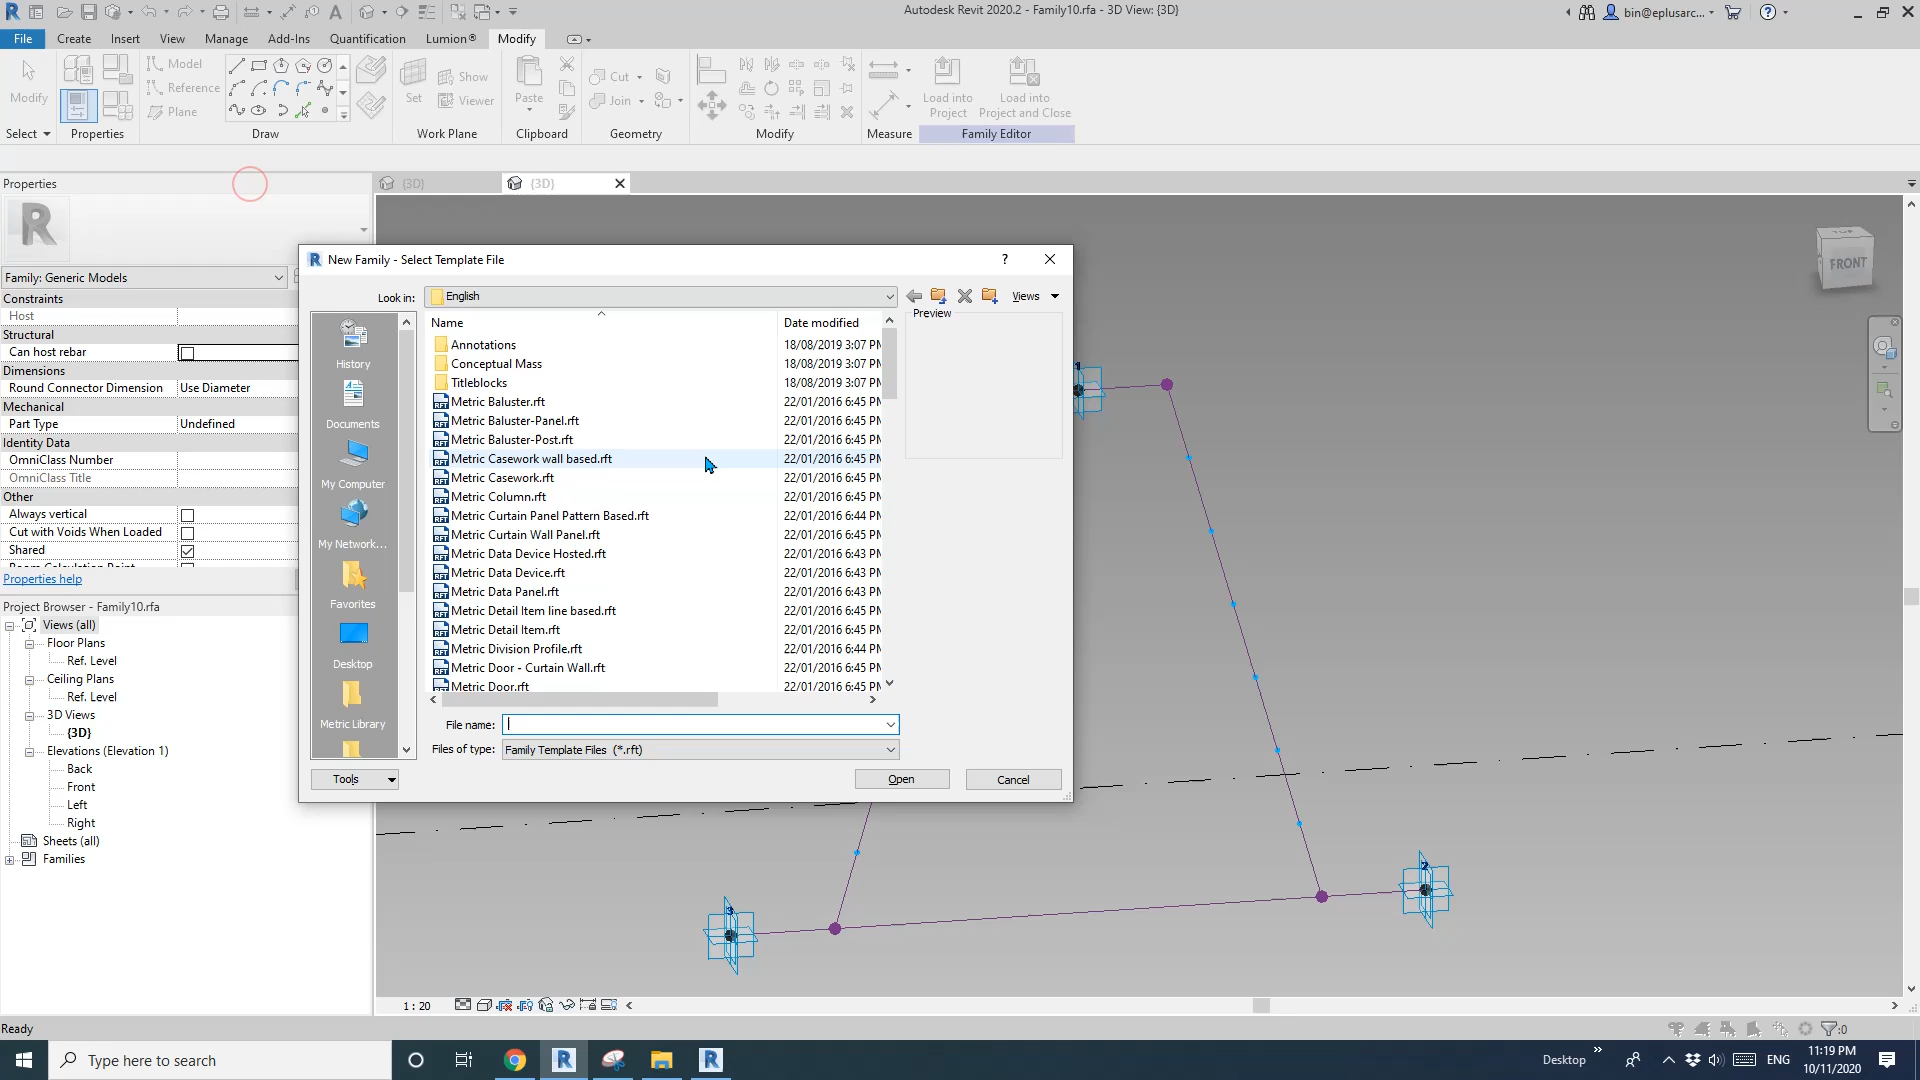 Autodesk Revit 2020.2 - Family10.rfa - 3D View: {3D}
bin@eplusarc...
File
Create
Insert
View
Manage
Add-Ins
Quantification
Lumion®
Modify
Model
Reference
Plane
Set
Show
Viewer
Paste
Cut
Join
Load into
Project
Load into
Project and Close
Modify
Select
Properties
Draw
Work Plane
Clipboard
Geometry
Modify
Measure
Family Editor
Properties
{3D}
{3D}
Family: Generic Models
Constraints
Host
Structural
Can host rebar
Dimensions
Round Connector Dimension
Use Diameter
Mechanical
Part Type
Undefined
Identity Data
OmniClass Number
OmniClass Title
Other
Always vertical
Cut with Voids When Loaded
Shared
Properties help
Project Browser - Family10.rfa
Views (all)
Floor Plans
Ref. Level
Ceiling Plans
Ref. Level
3D Views
{3D}
Elevations (Elevation 1)
Back
Front
Left
Right
Sheets (all)
Families
New Family - Select Template File
Look in:
English
Views
Name
Date modified
Preview
History
Documents
My Computer
My Network...
Favorites
Desktop
Metric Library
Annotations 18/08/2019 3:07 PM
Conceptual Mass 18/08/2019 3:07 PM
Titleblocks 18/08/2019 3:07 PM
Metric Baluster.rft 22/01/2016 6:45 PM
Metric Baluster-Panel.rft 22/01/2016 6:45 PM
Metric Baluster-Post.rft 22/01/2016 6:45 PM
Metric Casework wall based.rft 22/01/2016 6:45 PM
Metric Casework.rft 22/01/2016 6:45 PM
Metric Column.rft 22/01/2016 6:45 PM
Metric Curtain Panel Pattern Based.rft 22/01/2016 6:44 PM
Metric Curtain Wall Panel.rft 22/01/2016 6:45 PM
Metric Data Device Hosted.rft 22/01/2016 6:43 PM
Metric Data Device.rft 22/01/2016 6:43 PM
Metric Data Panel.rft 22/01/2016 6:43 PM
Metric Detail Item line based.rft 22/01/2016 6:45 PM
Metric Detail Item.rft 22/01/2016 6:45 PM
Metric Division Profile.rft 22/01/2016 6:44 PM
Metric Door - Curtain Wall.rft 22/01/2016 6:45 PM
Metric Door.rft 22/01/2016 6:45 PM
File name:
Files of type:
Family Template Files (*.rft)
Tools
Open
Cancel
TOP
FRONT
1
2
3
1 : 20
Ready
:0
Type here to search
Desktop
ENG
11:19 PM
10/11/2020